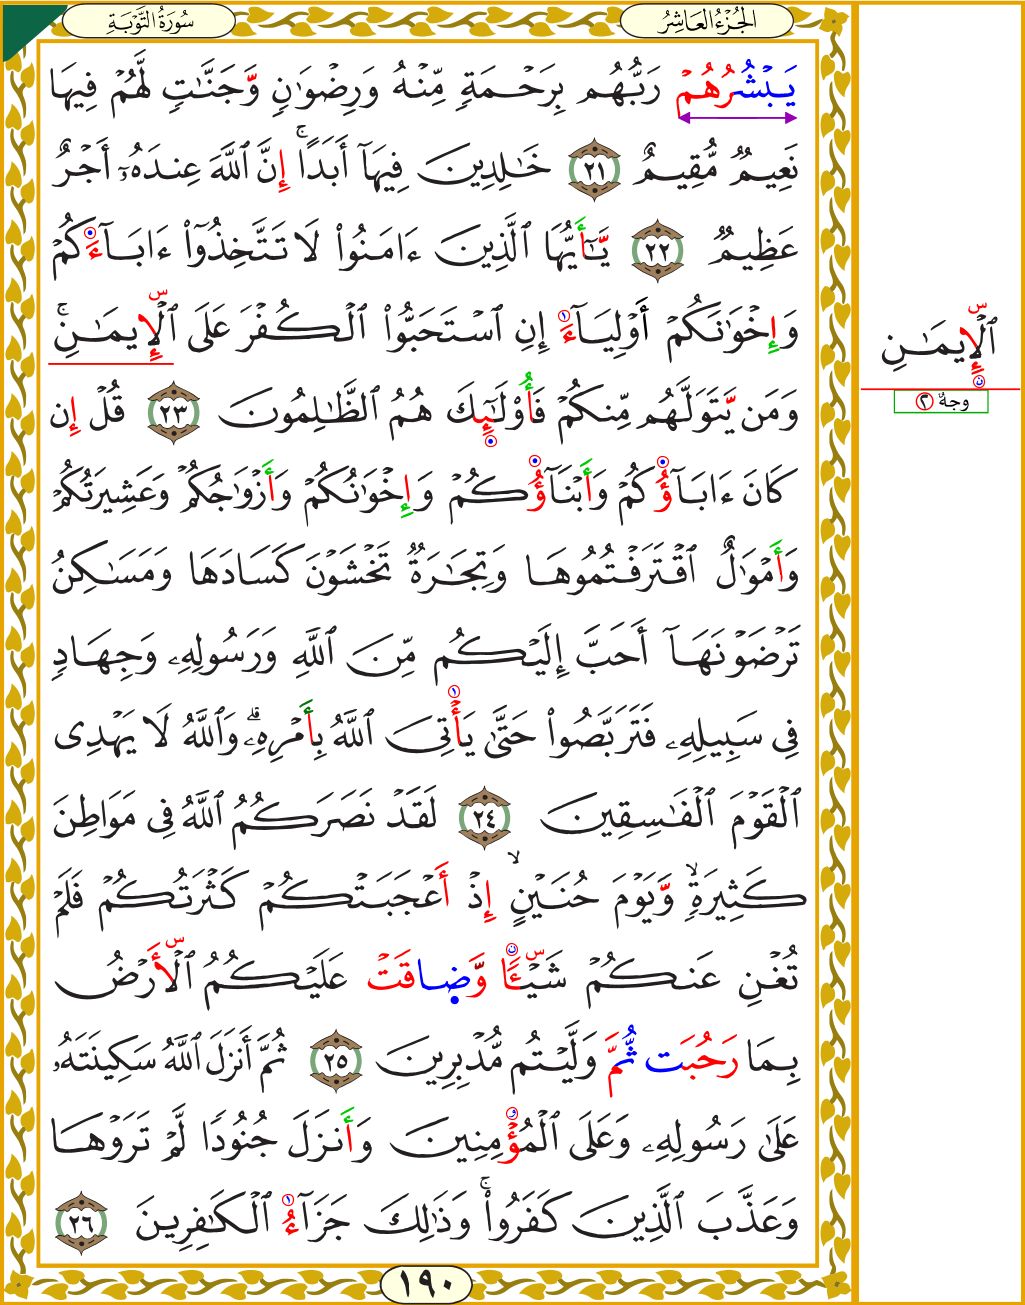 سُورَةُ التَّوْبَةِ
الجُزْءُ العَاشِرُ
يَبْشُرُهُمْ رَبُّهُم بِرَحْمَةٍ مِّنْهُ وَرِضْوَٰنٍ وَّجَنَّٰتٍ لَّهُمْ فِيهَا
نَعِيمٌ مُّقِيمٌ ٢١ خَٰلِدِينَ فِيهَآ أَبَدًا ۚ إِنَّ ٱللَّهَ عِندَهُۥٓ أَجْرٌ
عَظِيمٌ ٢٢ يَٰٓأَيُّهَا ٱلَّذِينَ ءَامَنُوا۟ لَا تَتَّخِذُوٓا۟ ءَابَآءَكُمْ
وَإِخْوَٰنَكُمْ أَوْلِيَآءَ إِنِ ٱسْتَحَبُّوا۟ ٱلْكُفْرَ عَلَى ٱلْإِيمَٰنِ ۚ
وَمَن يَّتَوَلَّهُم مِّنكُمْ فَأُو۟لَٰٓئِكَ هُمُ ٱلظَّٰلِمُونَ ٢٣ قُلْ إِن
كَانَ ءَابَآؤُكُمْ وَأَبْنَآؤُكُمْ وَإِخْوَٰنُكُمْ وَأَزْوَٰجُكُمْ وَعَشِيرَتُكُمْ
وَأَمْوَٰلٌ ٱقْتَرَفْتُمُوهَا وَتِجَٰرَةٌ تَخْشَوْنَ كَسَادَهَا وَمَسَٰكِنُ
تَرْضَوْنَهَآ أَحَبَّ إِلَيْكُم مِّنَ ٱللَّهِ وَرَسُولِهِۦ وَجِهَادٍ
فِى سَبِيلِهِۦ فَتَرَبَّصُوا۟ حَتَّىٰ يَأْتِىَ ٱللَّهُ بِأَمْرِهِۦ ۗ وَٱللَّهُ لَا يَهْدِى
ٱلْقَوْمَ ٱلْفَٰسِقِينَ ٢٤ لَقَدْ نَصَرَكُمُ ٱللَّهُ فِى مَوَاطِنَ
كَثِيرَةٍ ۙ وَّيَوْمَ حُنَيْنٍ ۙ إِذْ أَعْجَبَتْكُمْ كَثْرَتُكُمْ فَلَمْ
تُغْنِ عَنكُمْ شَيْـًٔا وَّضَاقَتْ عَلَيْكُمُ ٱلْأَرْضُ
بِمَا رَحُبَت ثُّمَّ وَلَّيْتُم مُّدْبِرِينَ ٢٥ ثُمَّ أَنزَلَ ٱللَّهُ سَكِينَتَهُۥ
عَلَىٰ رَسُولِهِۦ وَعَلَى ٱلْمُؤْمِنِينَ وَأَنزَلَ جُنُودًا لَّمْ تَرَوْهَا
وَعَذَّبَ ٱلَّذِينَ كَفَرُوا۟ ۚ وَذَٰلِكَ جَزَآءُ ٱلْكَٰفِرِينَ ٢٦
١٩٠
ٱلْإِيمَٰنِ
وجهٌ ٢